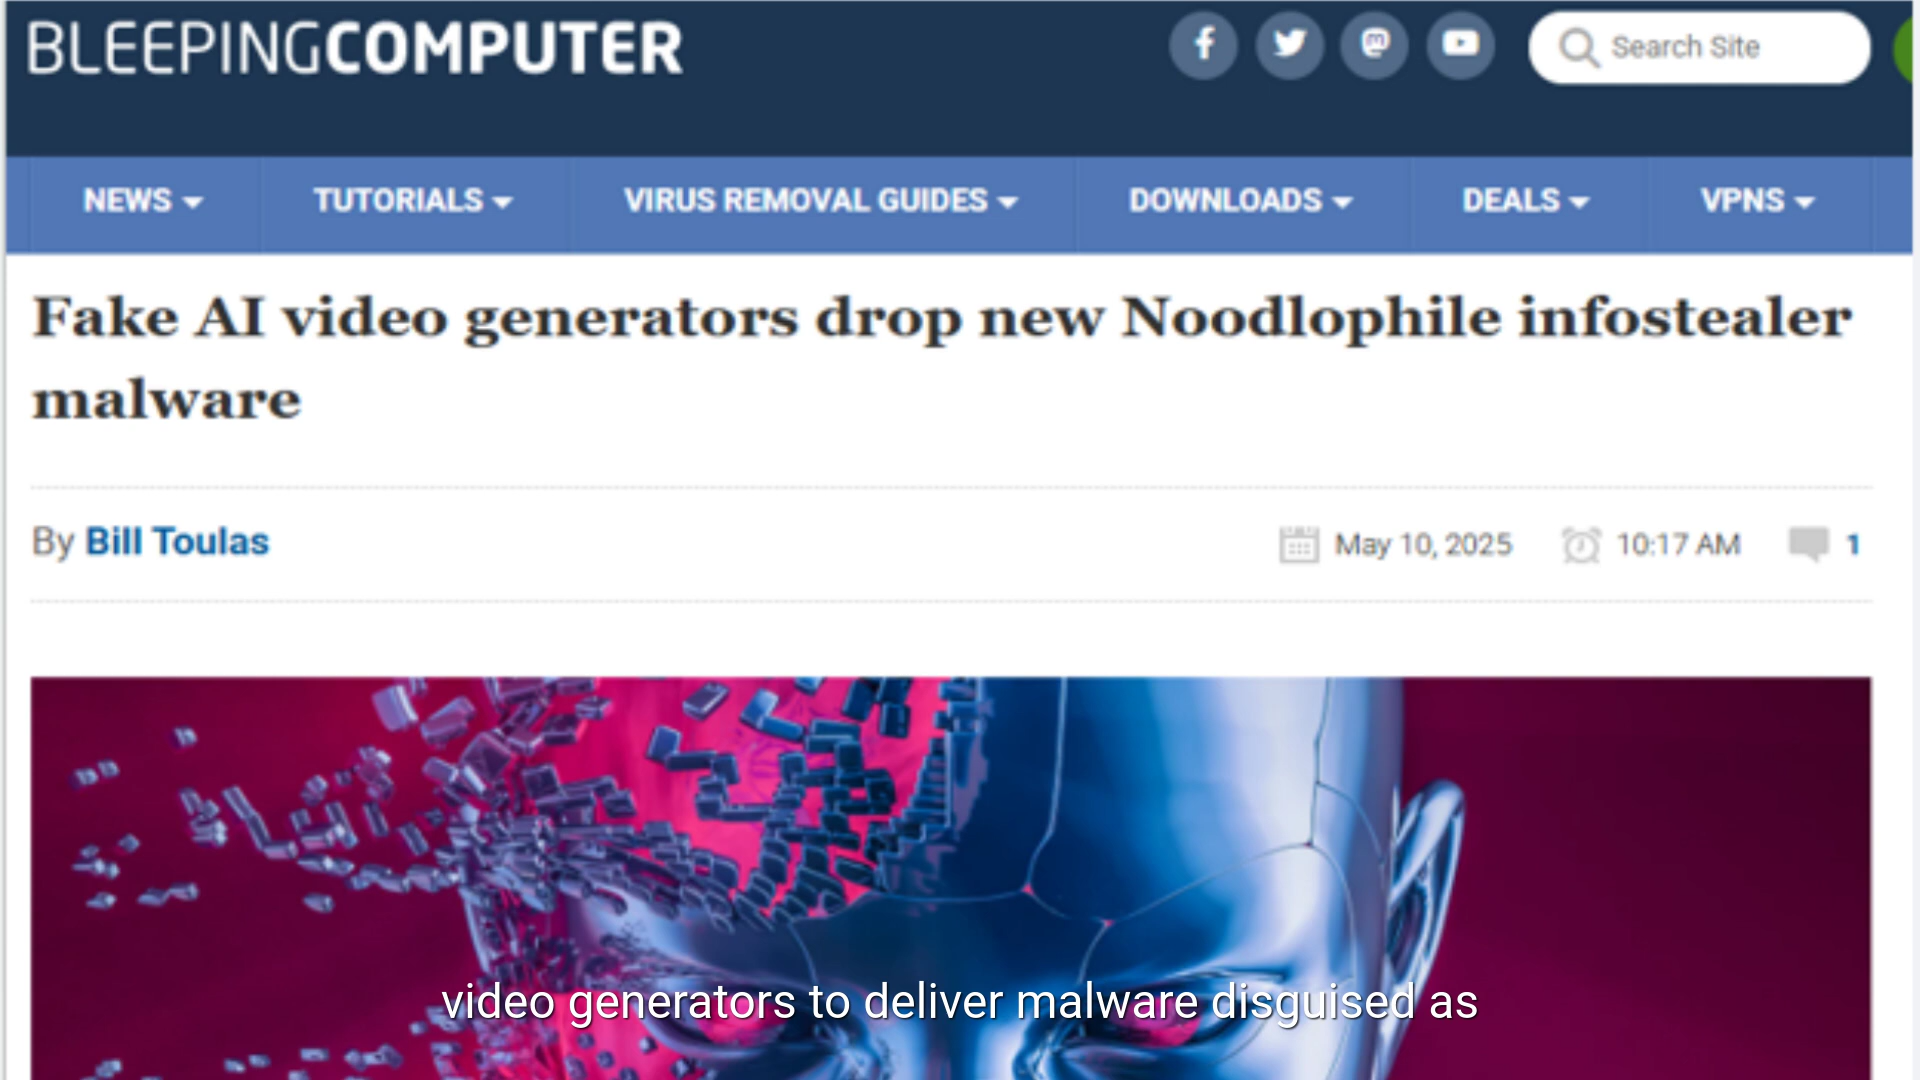 BLEEPINGCOMPUTER
Search Site
NEWS
TUTORIALS
VIRUS REMOVAL GUIDES
DOWNLOADS
DEALS
VPNS
Fake AI video generators drop new Noodlophile infostealer
malware
By Bill Toulas
May 10, 2025
10:17 AM
1
video generators to deliver malware disguised as